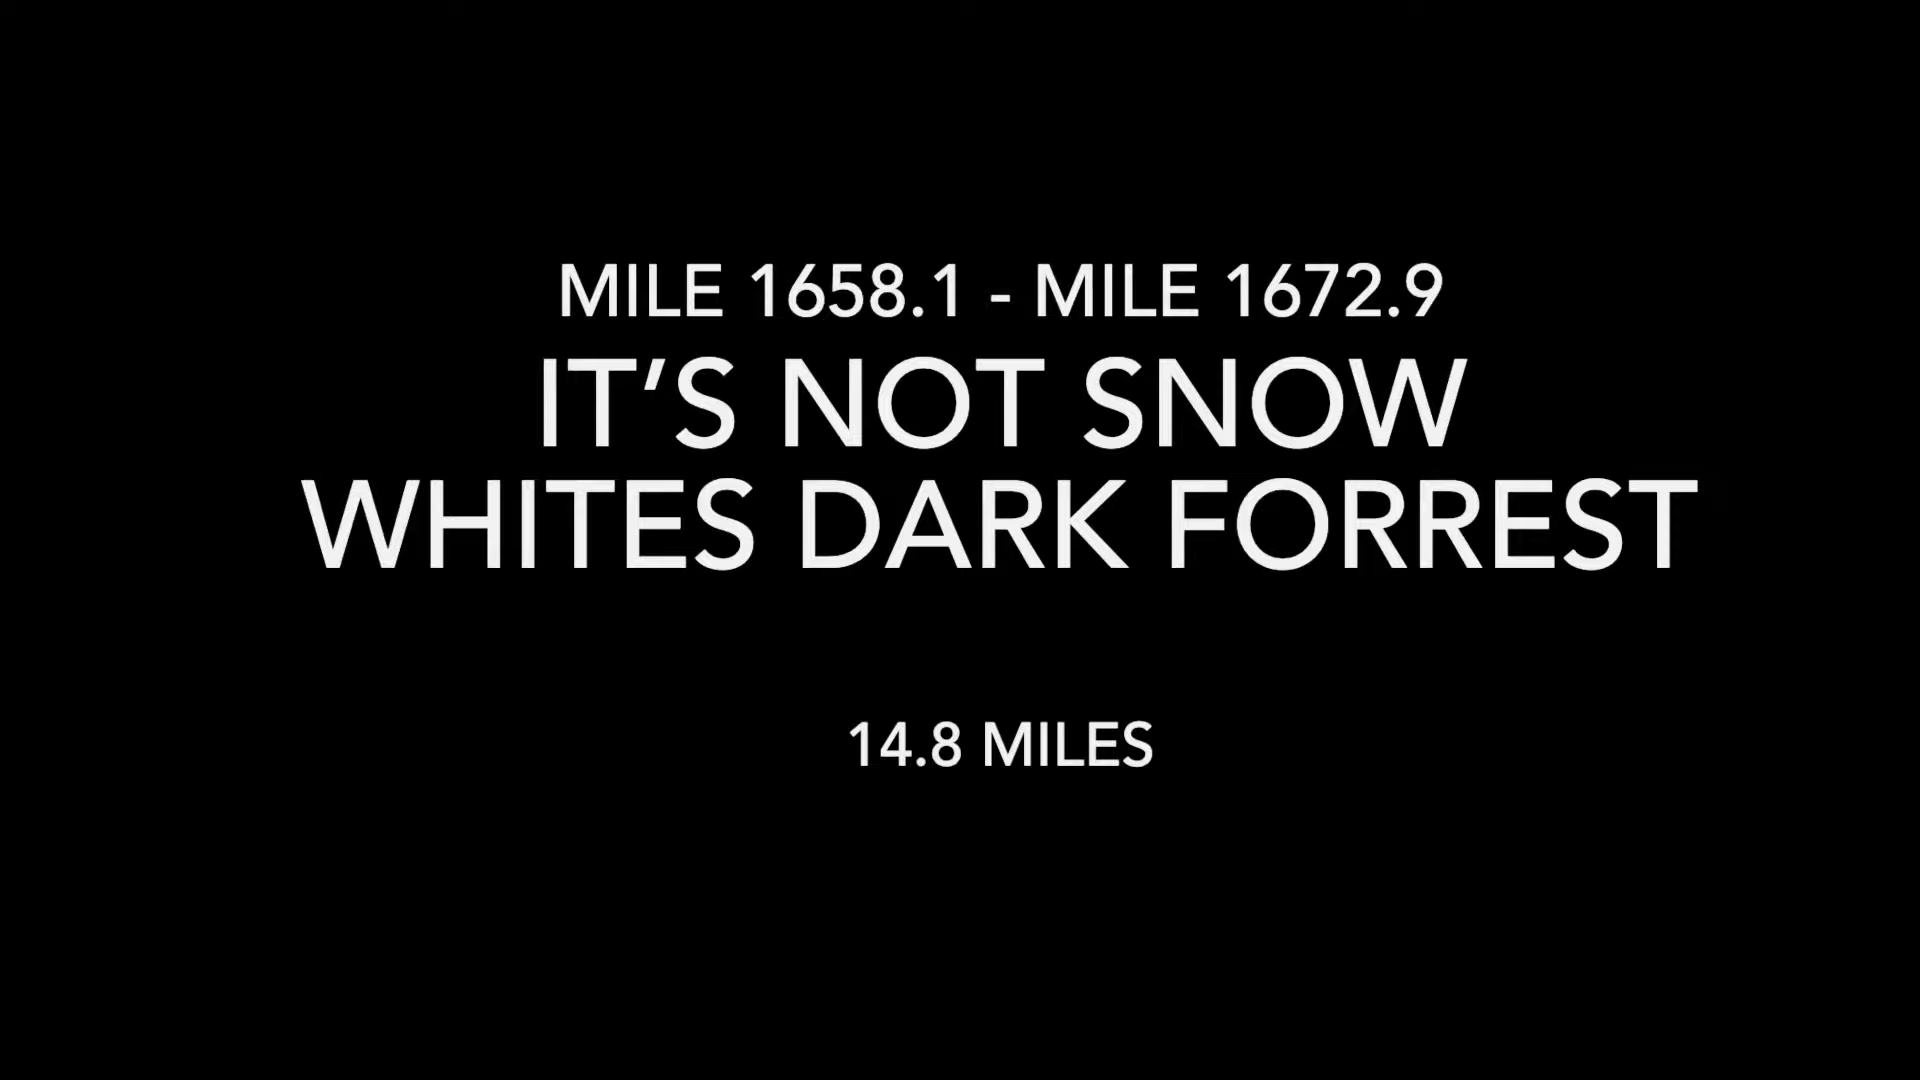 MILE 1658.1 - MILE 1672.9
IT’S NOT SNOW
WHITES DARK FORREST
14.8 MILES